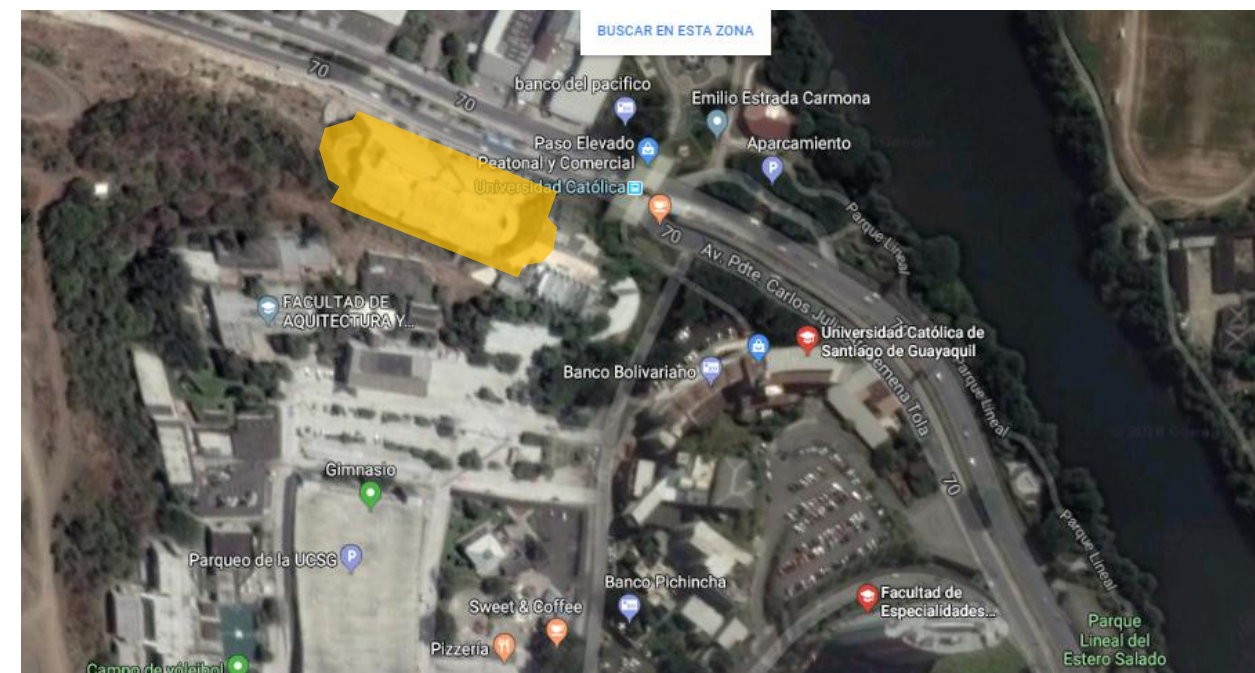 BUSCAR EN ESTA ZONA
70
70
banco del pacifico
Emilio Estrada Carmona
Paso Elevado
Peatonal y Comercial
Aparcamiento
Universidad Católica
70
Parque Lineal
Av. Pdte. Carlos Julio Arosemena Tola
FACULTAD DE
AQUITECTURA Y...
70
Universidad Católica de
Santiago de Guayaquil
Banco Bolivariano
Parque Lineal
Gimnasio
70
Parque Lineal
Parqueo de la UCSG
P
Banco Pichincha
Facultad de
Especialidades...
Sweet & Coffee
Pizzería
Parque
Lineal del
Estero Salado
Campo de vóleibol